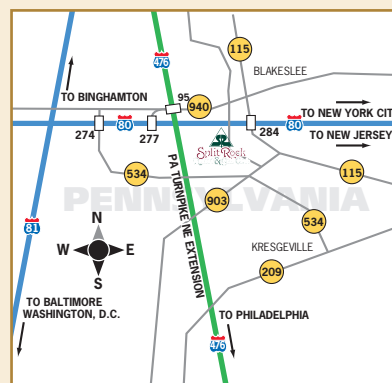 476
115
BLAKESLEE
TO BINGHAMTON
95
940
TO NEW YORK CIT
80
80
274
277
284
TO NEW JERSEY
Split Rock
534
115
PENNSYLVANIA
903
PA TURNPIKE NE EXTENSION
N
W
E
S
81
534
KRESGEVILLE
209
TO BALTIMORE
WASHINGTON, D.C.
TO PHILADELPHIA
476